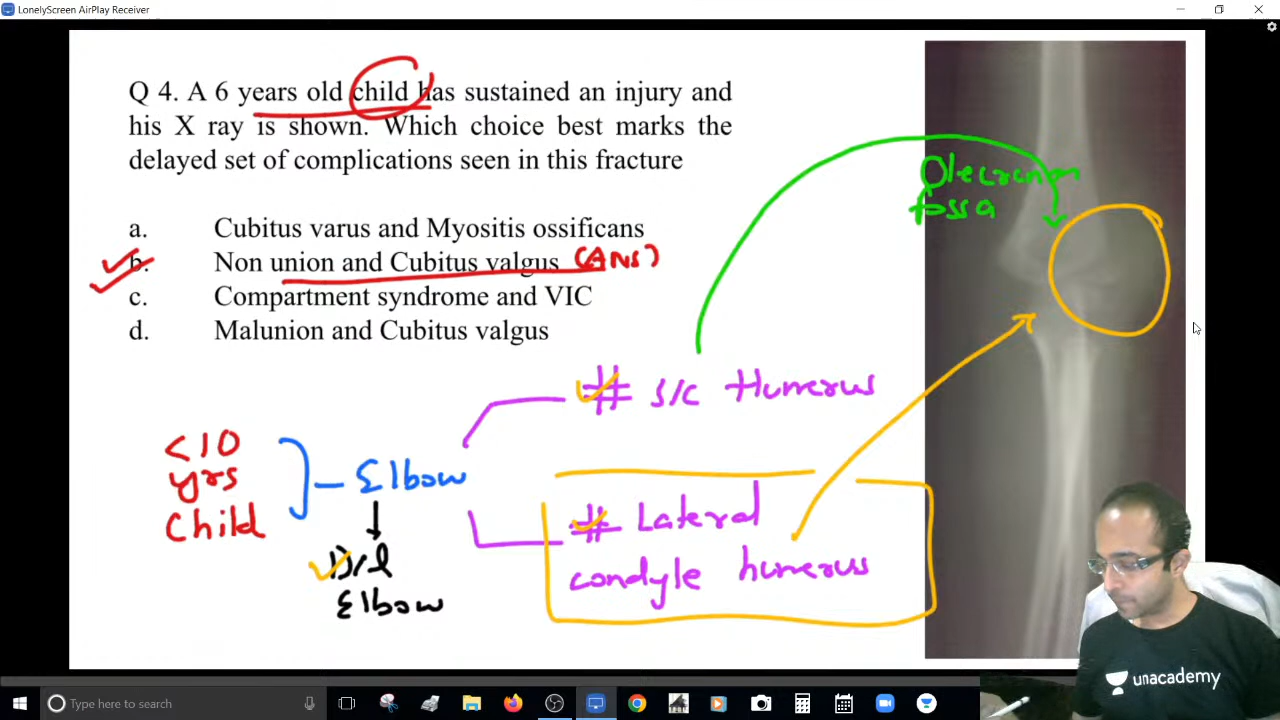 LonelyScreen AirPlay Receiver
Q 4. A 6 years old child has sustained an injury and
his X ray is shown. Which choice best marks the
delayed set of complications seen in this fracture
a. Cubitus varus and Myositis ossificans
b. Non union and Cubitus valgus (ANS)
c. Compartment syndrome and VIC
d. Malunion and Cubitus valgus
Olecranon
fossa
# S/C Humerus
<10
yrs
Child
Elbow
# Lateral
condyle humerus
D/L
Elbow
unacademy
Type here to search